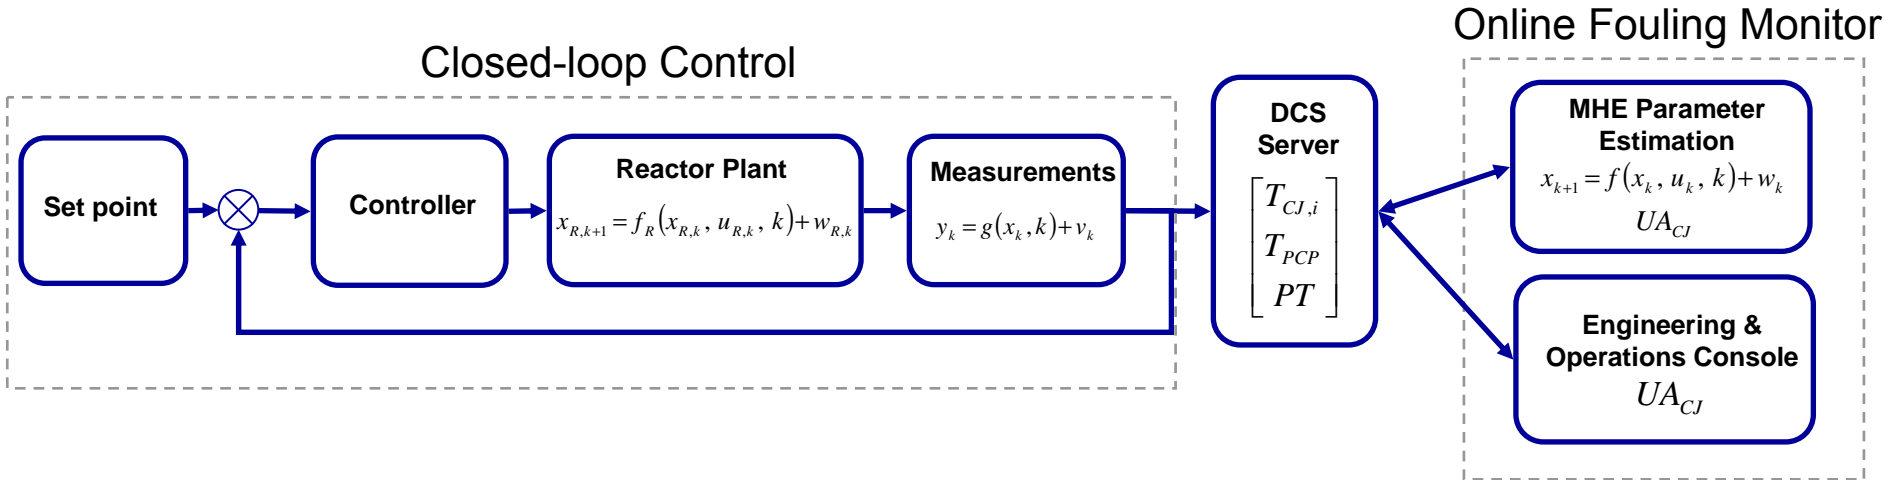 Closed-loop Control
Set point
Controller
Reactor Plant
x_{R,k+1} = f_R(x_{R,k}, u_{R,k}, k) + w_{R,k}
Measurements
y_k = g(x_k, k) + v_k
DCS
Server
T_{CJ,i}
T_{PCP}
PT
Online Fouling Monitor
MHE Parameter
Estimation
x_{k+1} = f(x_k, u_k, k) + w_k
UA_{CJ}
Engineering &
Operations Console
UA_{CJ}